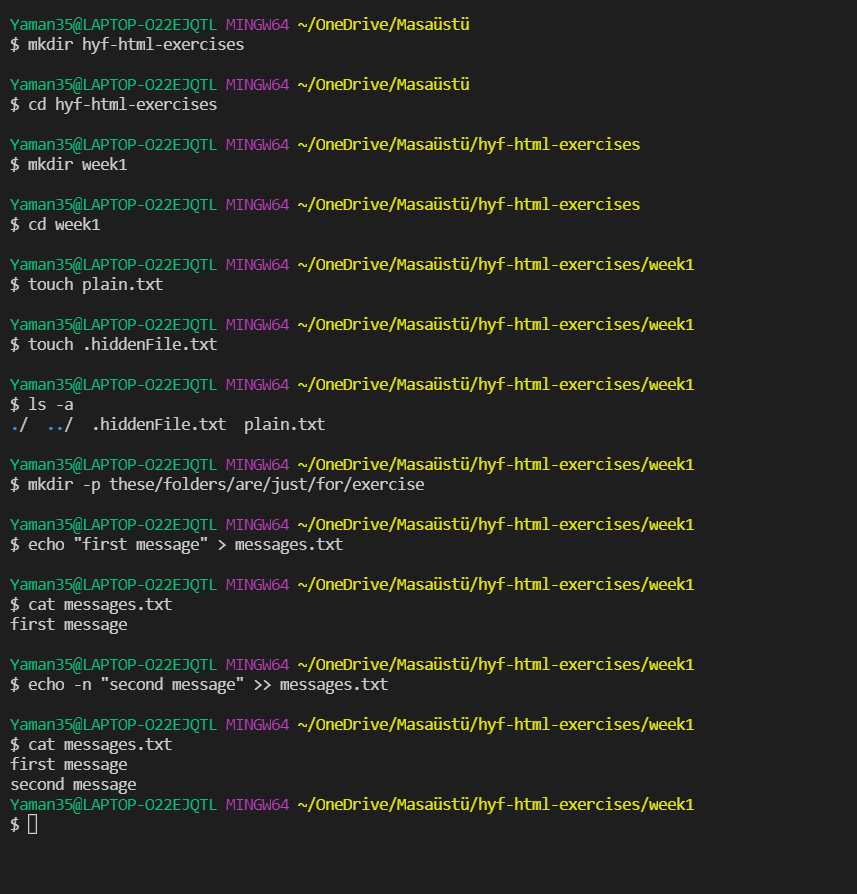 Yaman35@LAPTOP-O22EJQTL MINGW64 ~/OneDrive/Masaüstü
$ mkdir hyf-html-exercises
Yaman35@LAPTOP-O22EJQTL MINGW64 ~/OneDrive/Masaüstü
$ cd hyf-html-exercises
Yaman35@LAPTOP-O22EJQTL MINGW64 ~/OneDrive/Masaüstü/hyf-html-exercises
$ mkdir week1
Yaman35@LAPTOP-O22EJQTL MINGW64 ~/OneDrive/Masaüstü/hyf-html-exercises
$ cd week1
Yaman35@LAPTOP-O22EJQTL MINGW64 ~/OneDrive/Masaüstü/hyf-html-exercises/week1
$ touch plain.txt
Yaman35@LAPTOP-O22EJQTL MINGW64 ~/OneDrive/Masaüstü/hyf-html-exercises/week1
$ touch .hiddenFile.txt
Yaman35@LAPTOP-O22EJQTL MINGW64 ~/OneDrive/Masaüstü/hyf-html-exercises/week1
$ ls -a
./  ../  .hiddenFile.txt  plain.txt
Yaman35@LAPTOP-O22EJQTL MINGW64 ~/OneDrive/Masaüstü/hyf-html-exercises/week1
$ mkdir -p these/folders/are/just/for/exercise
Yaman35@LAPTOP-O22EJQTL MINGW64 ~/OneDrive/Masaüstü/hyf-html-exercises/week1
$ echo "first message" > messages.txt
Yaman35@LAPTOP-O22EJQTL MINGW64 ~/OneDrive/Masaüstü/hyf-html-exercises/week1
$ cat messages.txt
first message
Yaman35@LAPTOP-O22EJQTL MINGW64 ~/OneDrive/Masaüstü/hyf-html-exercises/week1
$ echo -n "second message" >> messages.txt
Yaman35@LAPTOP-O22EJQTL MINGW64 ~/OneDrive/Masaüstü/hyf-html-exercises/week1
$ cat messages.txt
first message
second message
Yaman35@LAPTOP-O22EJQTL MINGW64 ~/OneDrive/Masaüstü/hyf-html-exercises/week1
$